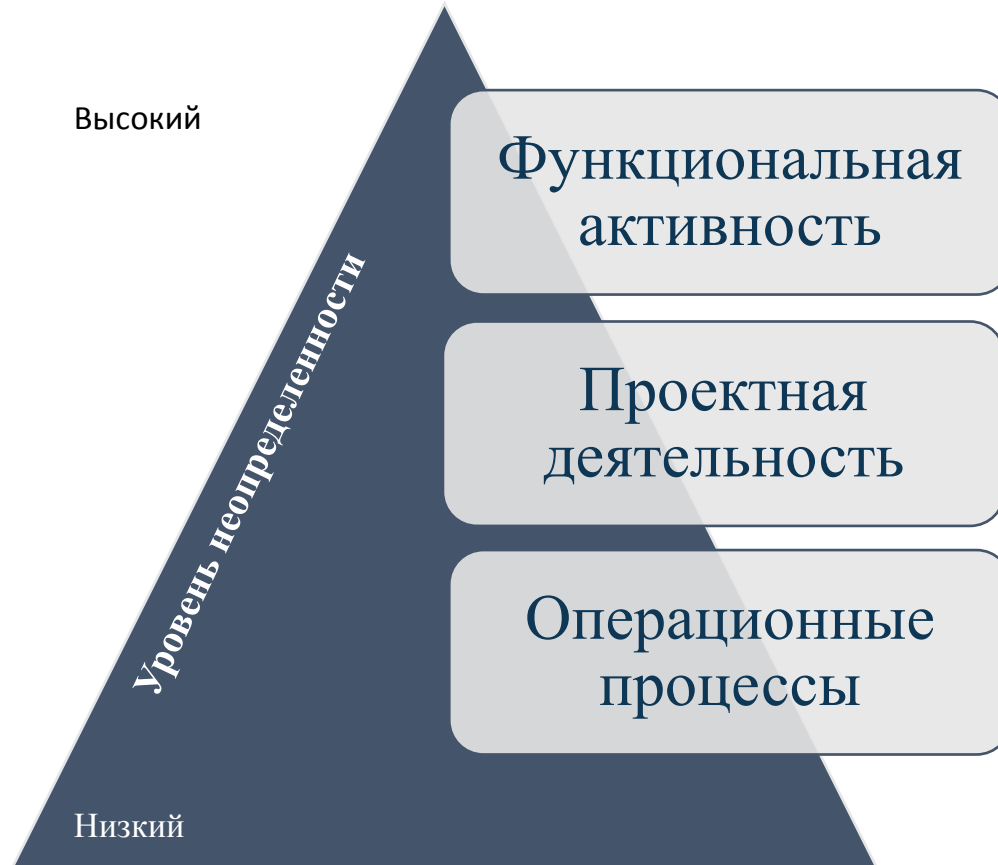 Высокий
Функциональная
активность
Уровень неопределенности
Проектная
деятельность
Операционные
процессы
Низкий